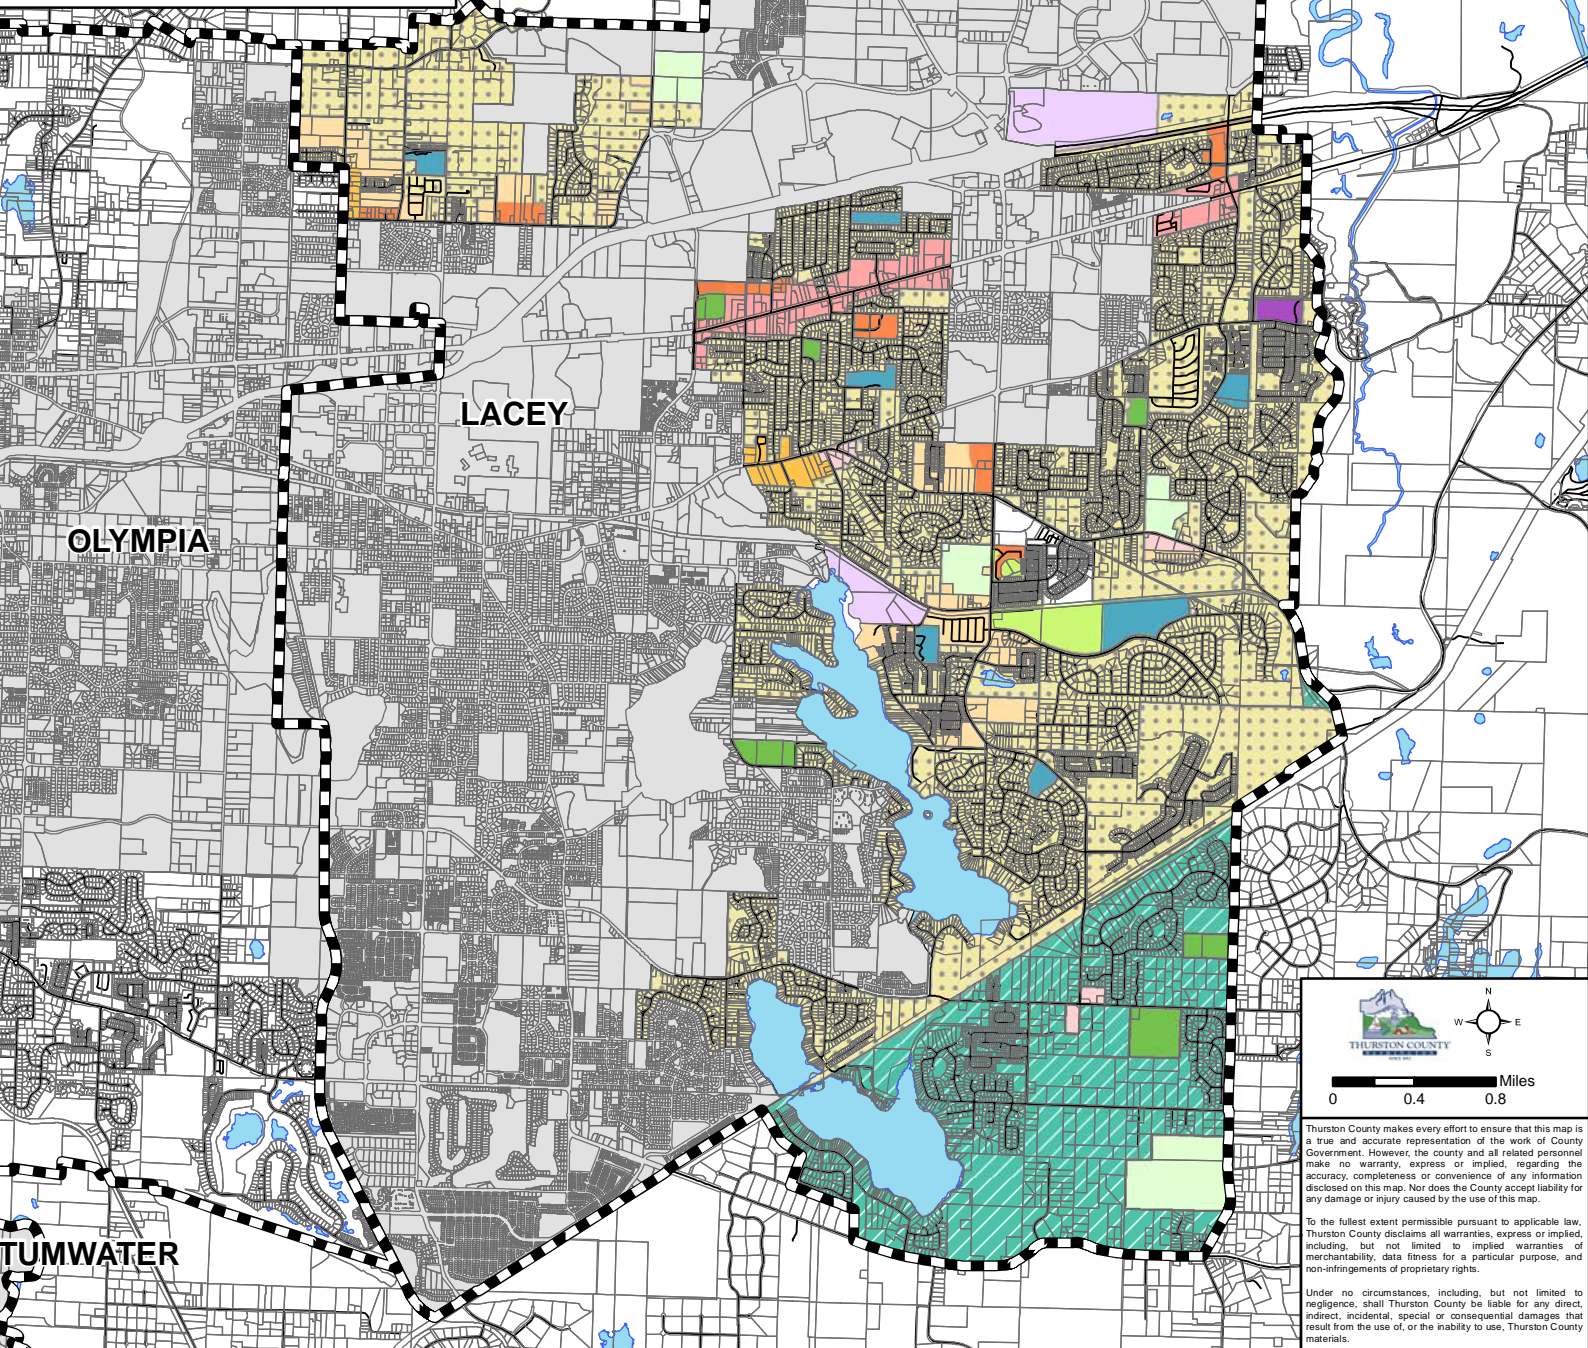 LACEY
OLYMPIA
TUMWATER
N
W E
S
THURSTON COUNTY
WASHINGTON
SINCE 1852
Miles
0 0.4 0.8
Thurston County makes every effort to ensure that this map is
a true and accurate representation of the work of County
Government. However, the county and all related personnel
make no warranty, express or implied, regarding the
accuracy, completeness or convenience of any information
disclosed on this map. Nor does the County accept liability for
any damage or injury caused by the use of this map.
To the fullest extent permissible pursuant to applicable law,
Thurston County disclaims all warranties, express or implied,
including, but not limited to implied warranties of
merchantability, data fitness for a particular purpose, and
non-infringements of proprietary rights.
Under no circumstances, including, but not limited to
negligence, shall Thurston County be liable for any direct,
indirect, incidental, special or consequential damages that
result from the use of, or the inability to use, Thurston County
materials.